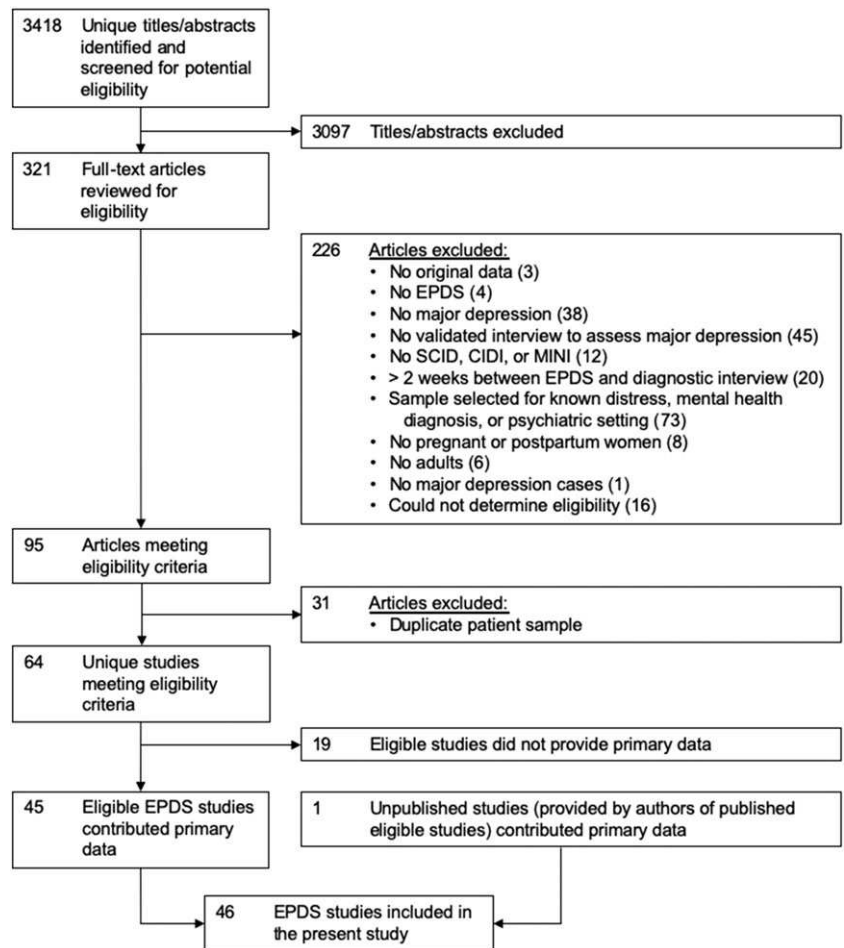 3418 Unique titles/abstracts
identified and
screened for potential
eligibility
3097 Titles/abstracts excluded
321 Full-text articles
reviewed for
eligibility
226 Articles excluded:
• No original data (3)
• No EPDS (4)
• No major depression (38)
• No validated interview to assess major depression (45)
• No SCID, CIDI, or MINI (12)
• > 2 weeks between EPDS and diagnostic interview (20)
• Sample selected for known distress, mental health
diagnosis, or psychiatric setting (73)
• No pregnant or postpartum women (8)
• No adults (6)
• No major depression cases (1)
• Could not determine eligibility (16)
95 Articles meeting
eligibility criteria
31 Articles excluded:
• Duplicate patient sample
64 Unique studies
meeting eligibility
criteria
19 Eligible studies did not provide primary data
45 Eligible EPDS studies
contributed primary
data
1 Unpublished studies (provided by authors of published
eligible studies) contributed primary data
46 EPDS studies included in
the present study